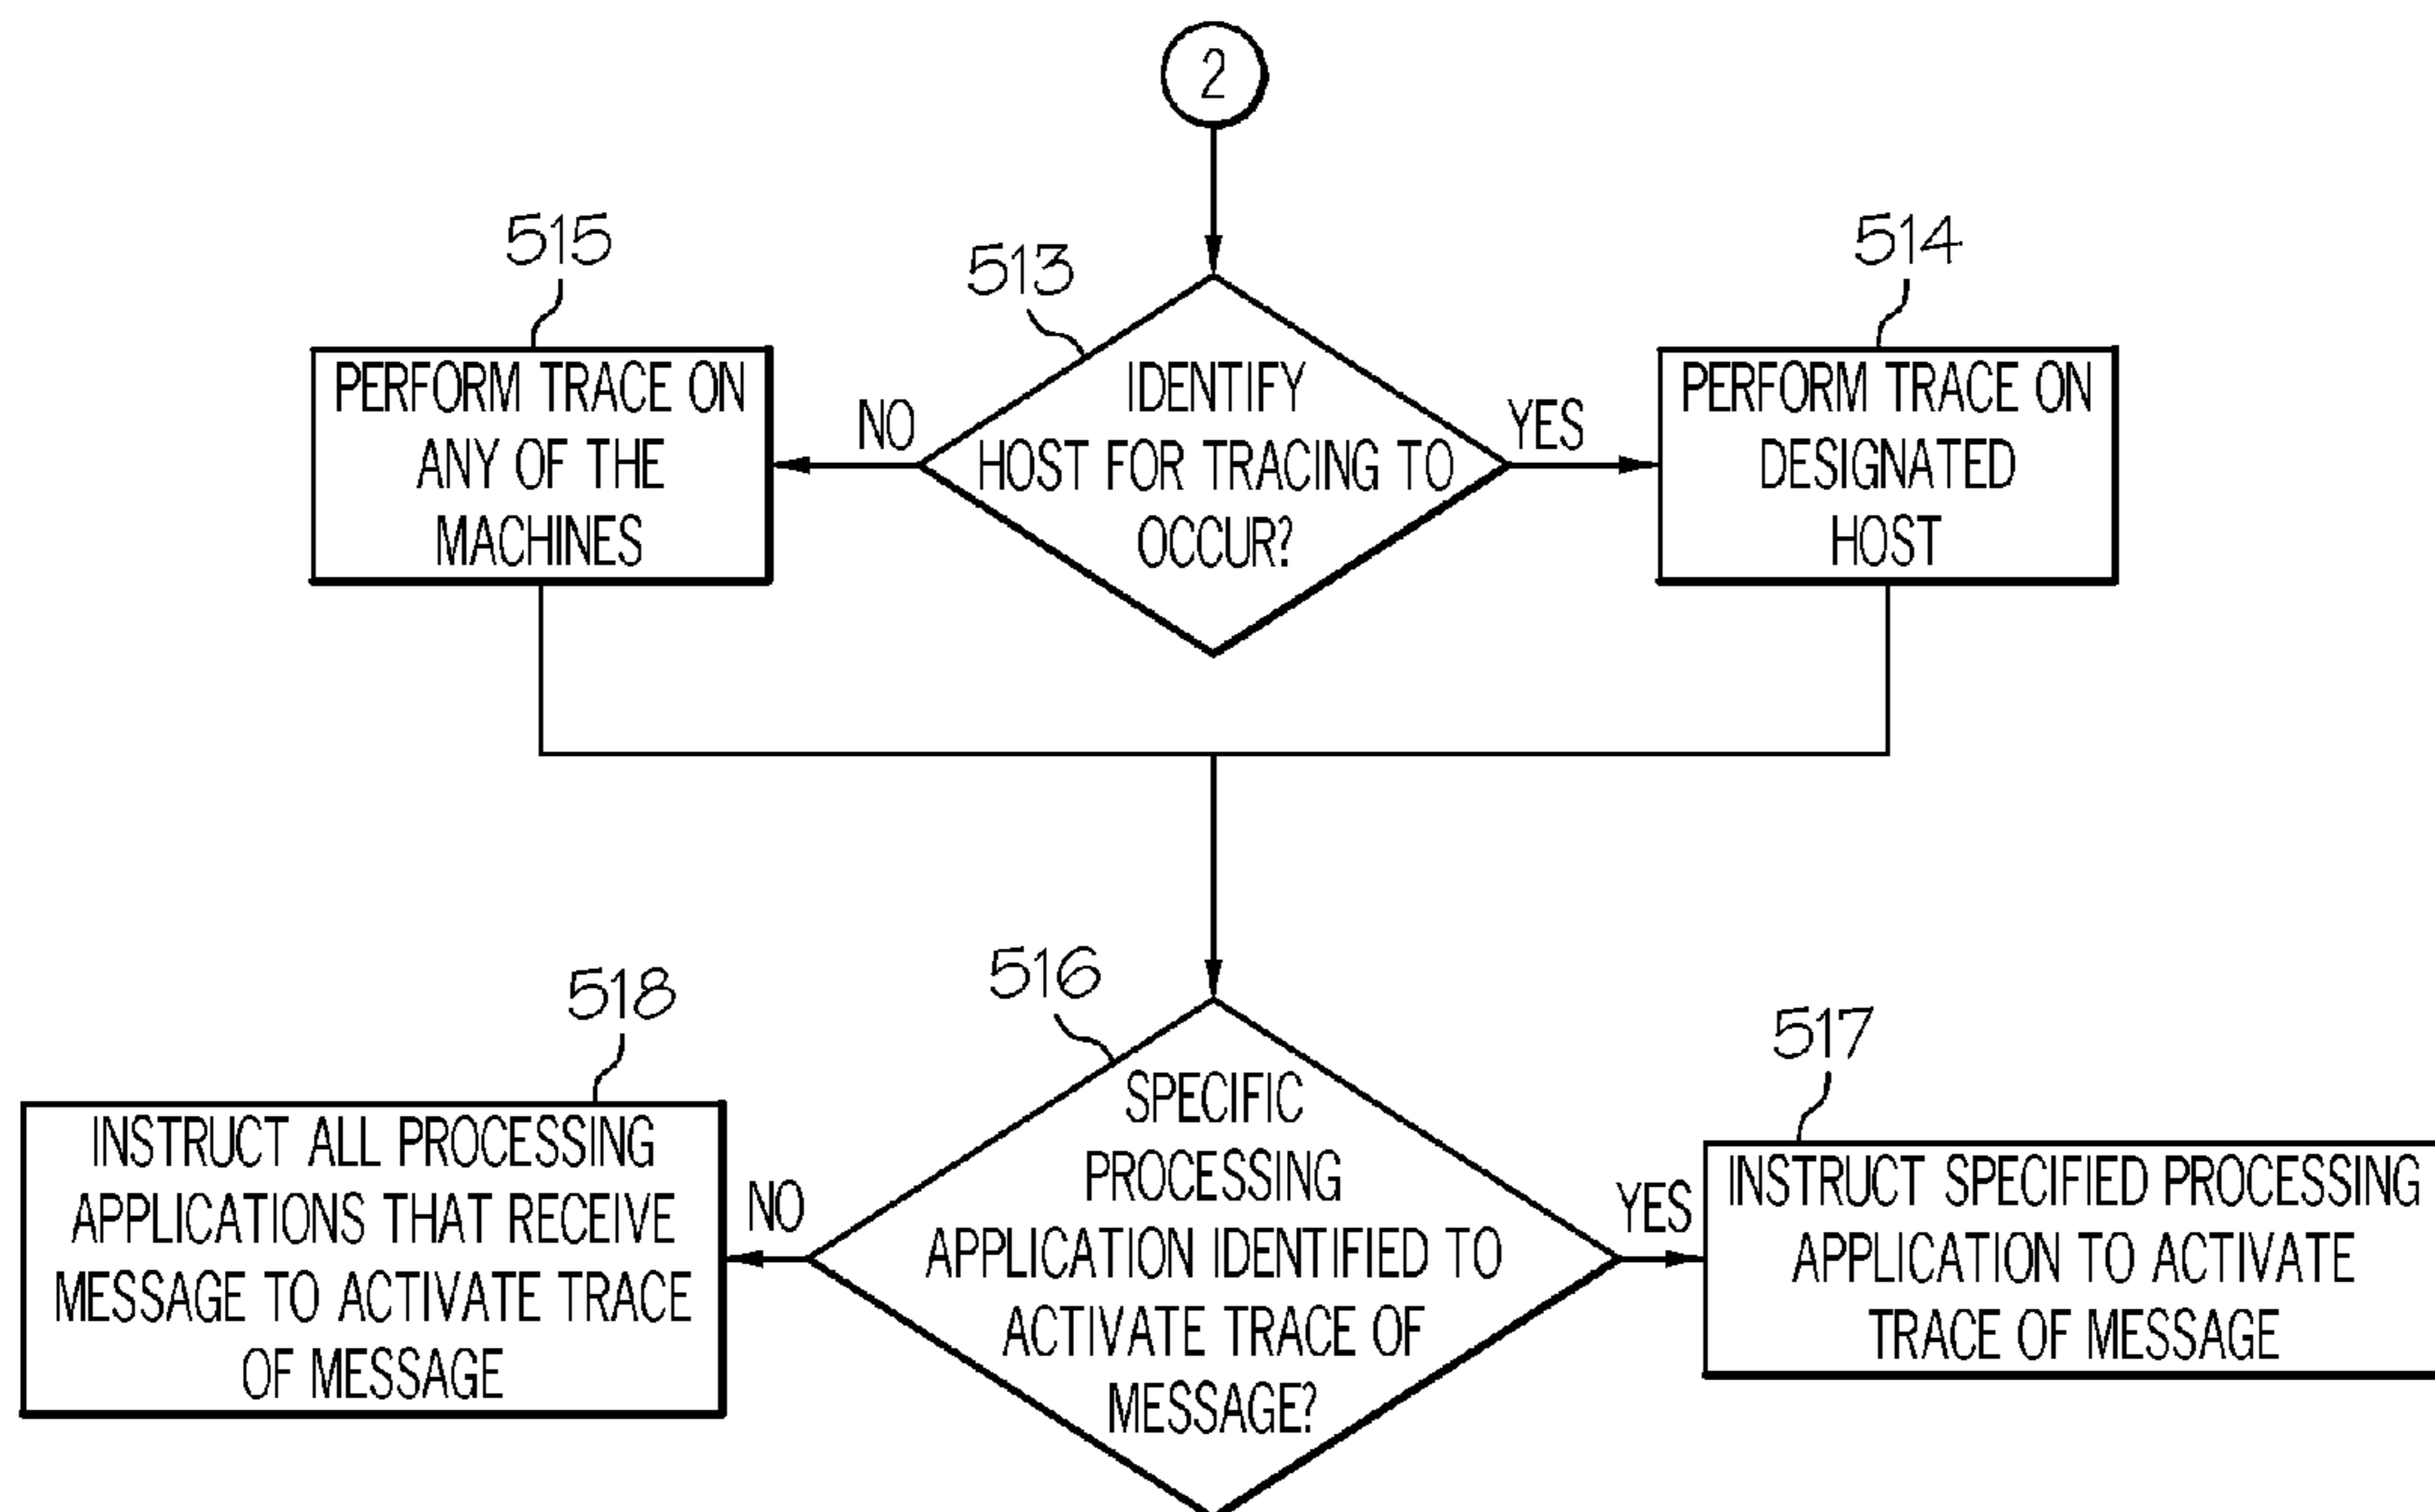 2
515
513
514
PERFORM TRACE ON
ANY OF THE
MACHINES
NO
IDENTIFY
HOST FOR TRACING TO
OCCUR?
YES
PERFORM TRACE ON
DESIGNATED
HOST
518
516
517
INSTRUCT ALL PROCESSING
APPLICATIONS THAT RECEIVE
MESSAGE TO ACTIVATE TRACE
OF MESSAGE
NO
SPECIFIC
PROCESSING
APPLICATION IDENTIFIED TO
ACTIVATE TRACE OF
MESSAGE?
YES
INSTRUCT SPECIFIED PROCESSING
APPLICATION TO ACTIVATE
TRACE OF MESSAGE